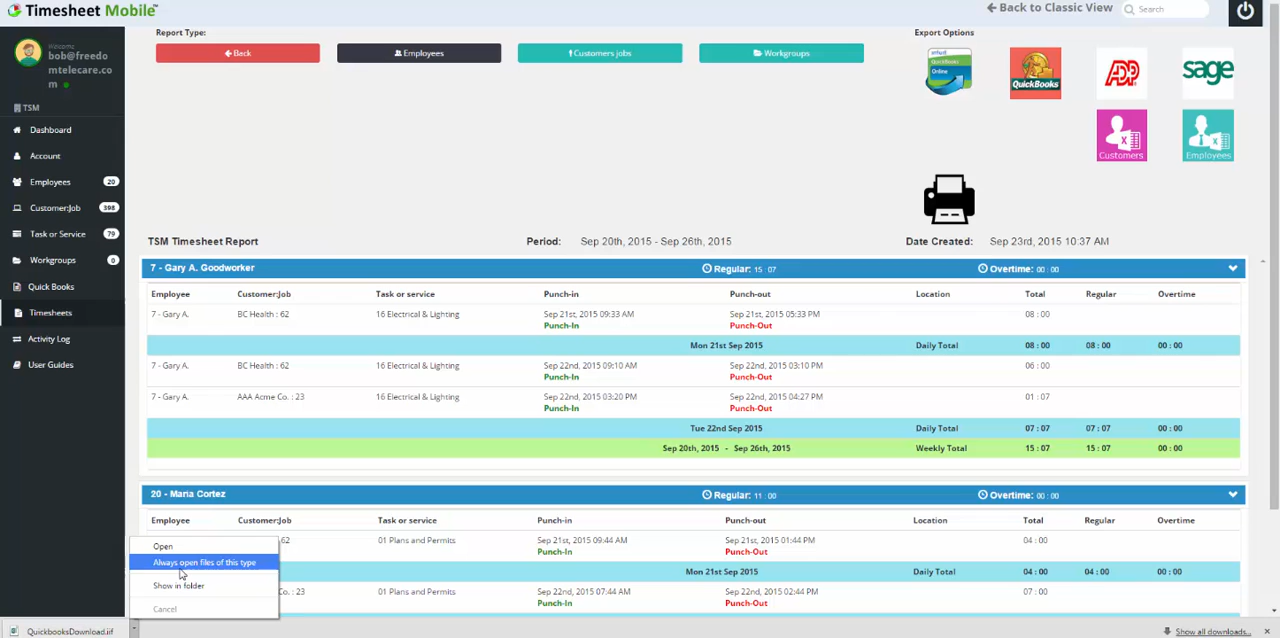 Timesheet Mobile
Back to Classic View
Search
Welcome
bob@freedo
mtelecare.co
m
TSM
Dashboard
Account
Employees 20
Customer:Job 398
Task or Service 79
Workgroups 0
Quick Books
Timesheets
Activity Log
User Guides
Report Type:
Back
Employees
Customers jobs
Workgroups
Export Options
QuickBooks
Online
QuickBooks
ADP
sage
Customers
Employees
TSM Timesheet Report Period: Sep 20th, 2015 - Sep 26th, 2015 Date Created: Sep 23rd, 2015 10:37 AM
7 - Gary A. Goodworker Regular: 15 : 07 Overtime: 00 : 00
Employee Customer:Job Task or service Punch-in Punch-out Location Total Regular Overtime
7 - Gary A. BC Health : 62 16 Electrical & Lighting Sep 21st, 2015 09:33 AM Sep 21st, 2015 05:33 PM 08 : 00
Punch-In Punch-Out
Mon 21st Sep 2015 Daily Total 08 : 00 08 : 00 00 : 00
7 - Gary A. BC Health : 62 16 Electrical & Lighting Sep 22nd, 2015 09:10 AM Sep 22nd, 2015 03:10 PM 06 : 00
Punch-In Punch-Out
7 - Gary A. AAA Acme Co. : 23 16 Electrical & Lighting Sep 22nd, 2015 03:20 PM Sep 22nd, 2015 04:27 PM 01 : 07
Punch-In Punch-Out
Tue 22nd Sep 2015 Daily Total 07 : 07 07 : 07 00 : 00
Sep 20th, 2015 - Sep 26th, 2015 Weekly Total 15 : 07 15 : 07 00 : 00
20 - Maria Cortez Regular: 11 : 00 Overtime: 00 : 00
Employee Customer:Job Task or service Punch-in Punch-out Location Total Regular Overtime
62 01 Plans and Permits Sep 21st, 2015 09:44 AM Sep 21st, 2015 01:44 PM 04 : 00
Punch-In Punch-Out
Mon 21st Sep 2015 Daily Total 04 : 00 04 : 00 00 : 00
: 23 01 Plans and Permits Sep 22nd, 2015 07:44 AM Sep 22nd, 2015 02:44 PM 07 : 00
Punch-In Punch-Out
Open
Always open files of this type
Show in folder
Cancel
QuickbooksDownload.iif
Show all downloads...